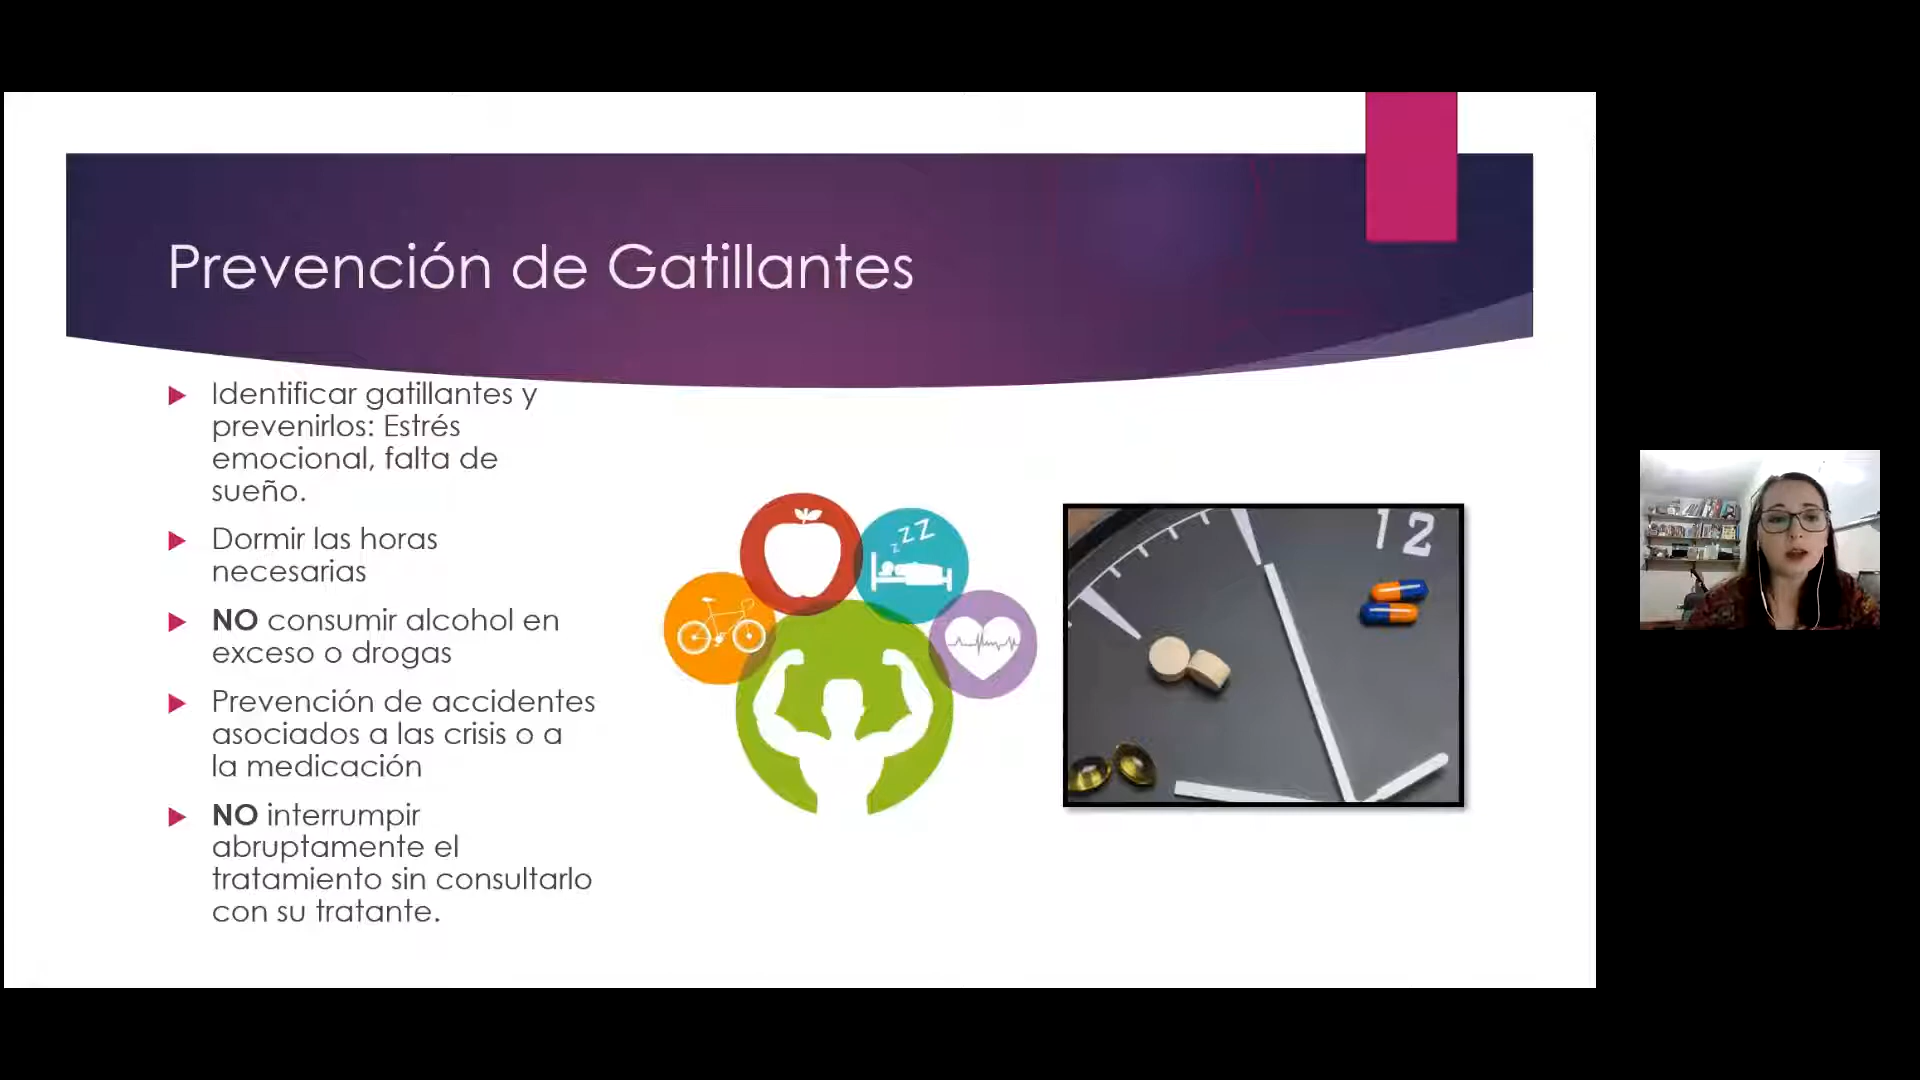 Prevención de Gatillantes
Identificar gatillantes y
prevenirlos: Estrés
emocional, falta de
sueño.
Dormir las horas
necesarias
NO consumir alcohol en
exceso o drogas
Prevención de accidentes
asociados a las crisis o a
la medicación
NO interrumpir
abruptamente el
tratamiento sin consultarlo
con su tratante.
z z z
12